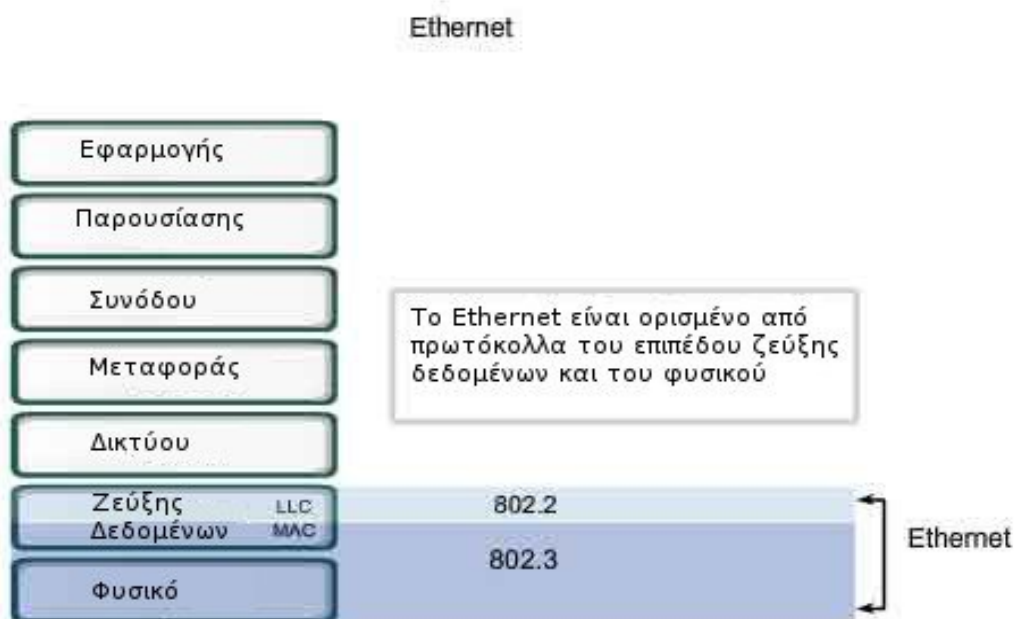 Ethernet
Εφαρμογής
Παρουσίασης
Συνόδου
Μεταφοράς
Δικτύου
Ζεύξης
Δεδομένων
LLC
MAC
Φυσικό
Το Ethernet είναι ορισμένο από
πρωτόκολλα του επιπέδου ζεύξης
δεδομένων και του φυσικού
802.2
802.3
Ethernet